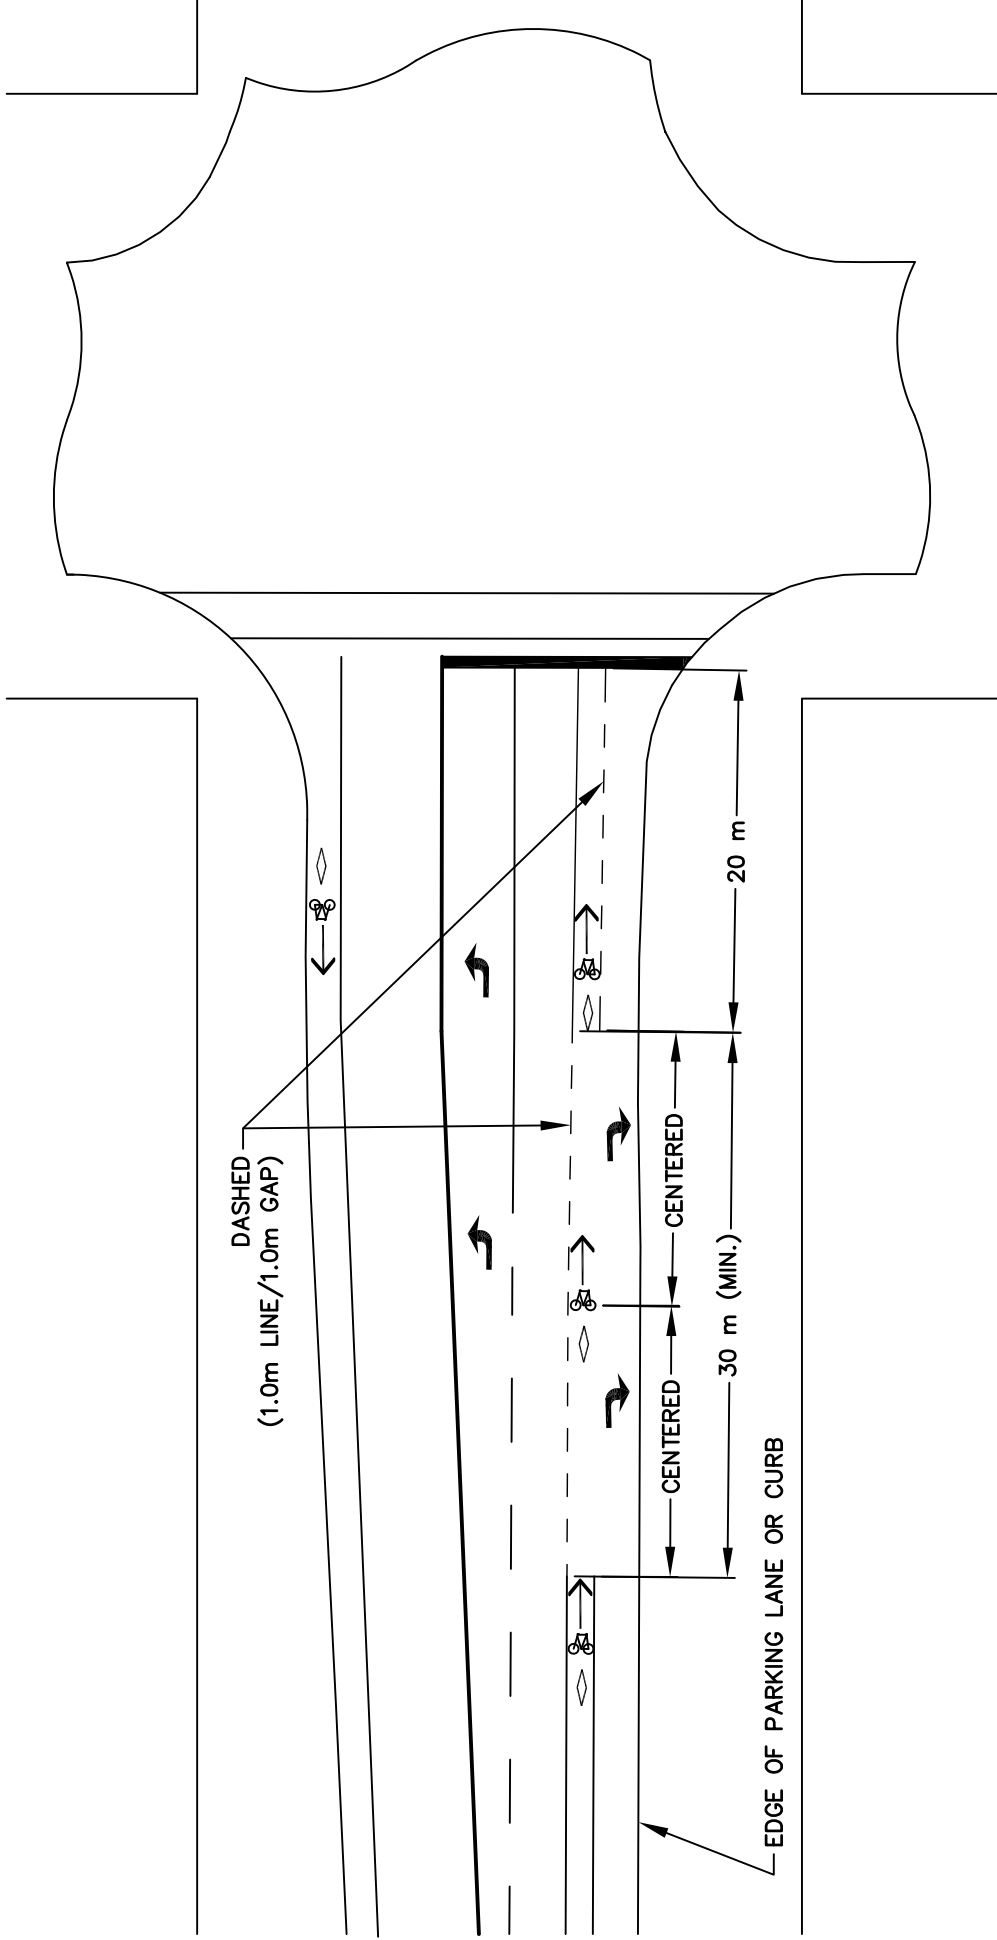 DASHED
(1.0m LINE/1.0m GAP)
20 m
CENTERED
30 m (MIN.)
CENTERED
EDGE OF PARKING LANE OR CURB